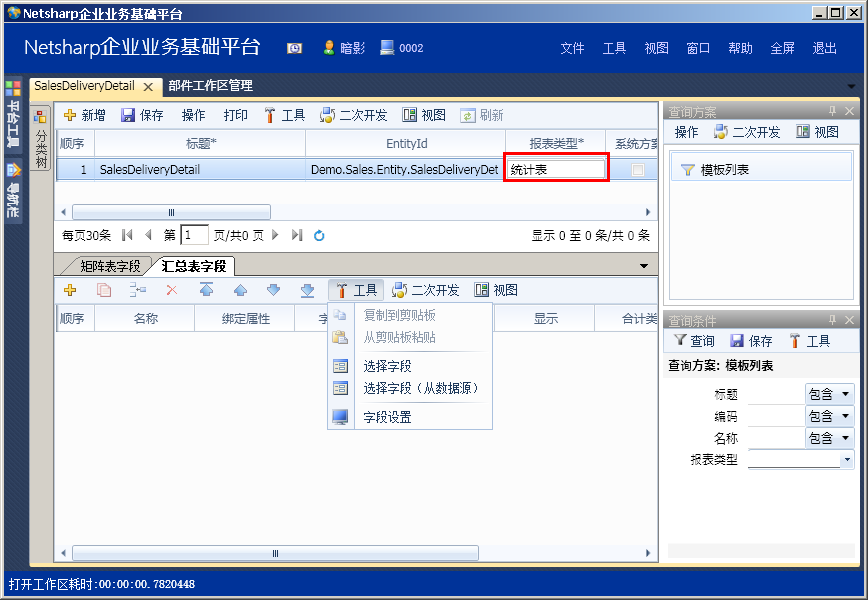 Netsharp企业业务基础平台
Netsharp企业业务基础平台 暗影 0002 文件 工具 视图 窗口 帮助 全屏 退出
平台工具
导航栏
SalesDeliveryDetail 部件工作区管理
分类树
新增 保存 操作 打印 工具 二次开发 视图 刷新
顺序 标题* EntityId 报表类型* 系统方案
1 SalesDeliveryDetail Demo.Sales.Entity.SalesDeliveryDet 统计表
每页30条 第 1 页/共0 页 显示 0 至 0 条/共 0 条
矩阵表字段 汇总表字段
工具 二次开发 视图
顺序 名称 绑定属性 字 显示 合计类
复制到剪贴板
从剪贴板粘贴
选择字段
选择字段（从数据源）
字段设置
查询方案
操作 二次开发 视图
模板列表
查询条件
查询 保存 工具
查询方案: 模板列表
标题 包含
编码 包含
名称 包含
报表类型
打开工作区耗时:00:00:00.7820448